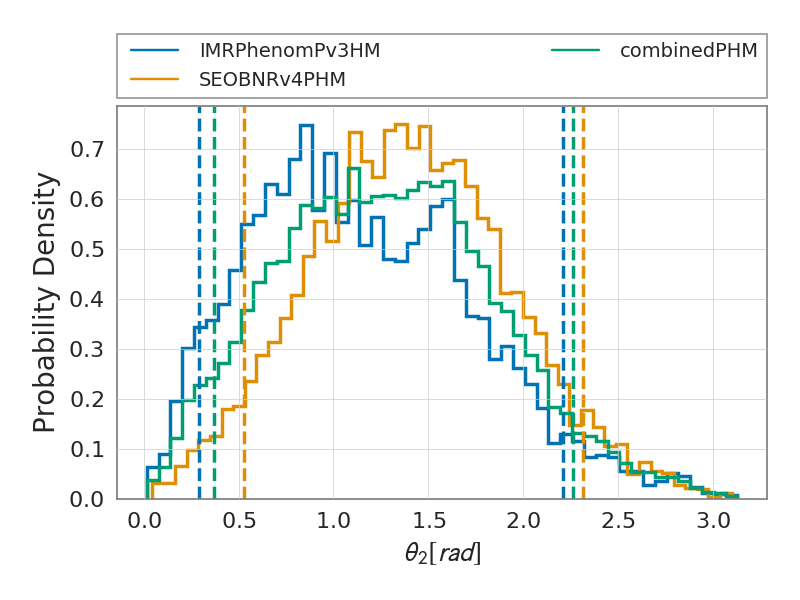 IMRPhenomPv3HM
SEOBNRv4PHM
combinedPHM
Probability Density
0.7
0.6
0.5
0.4
0.3
0.2
0.1
0.0
0.0 0.5 1.0 1.5 2.0 2.5 3.0
θ₂[rad]